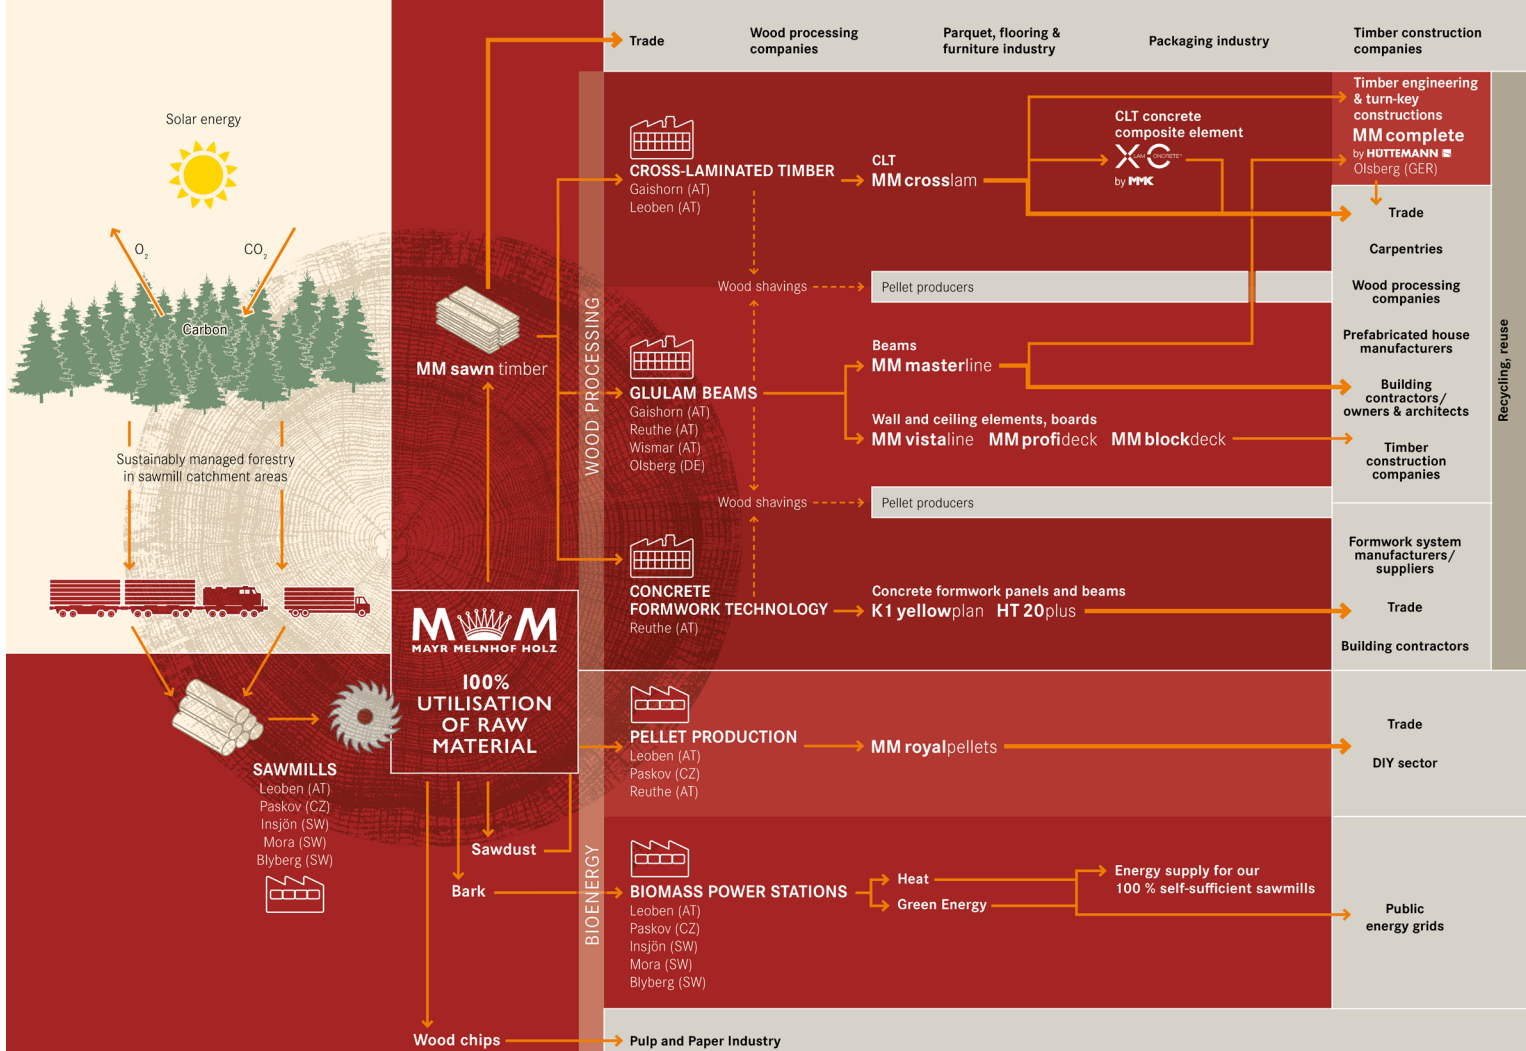 Trade
Wood processing
companies
Parquet, flooring &
furniture industry
Packaging industry
Timber construction
companies
Solar energy
O2
CO2
Carbon
Sustainably managed forestry
in sawmill catchment areas
SAWMILLS
Leoben (AT)
Paskov (CZ)
Insjön (SW)
Mora (SW)
Blyberg (SW)
MM sawn timber
MM
MAYR MELNHOF HOLZ
100%
UTILISATION
OF RAW
MATERIAL
Sawdust
Bark
Wood chips
WOOD PROCESSING
BIOENERGY
CROSS-LAMINATED TIMBER
Gaishorn (AT)
Leoben (AT)
CLT
MM crosslam
CLT concrete
composite element
XLAM CONCRETE
by MMK
Timber engineering
& turn-key
constructions
MM complete
by HÜTTEMANN
Olsberg (GER)
Wood shavings
Pellet producers
GLULAM BEAMS
Gaishorn (AT)
Reuthe (AT)
Wismar (AT)
Olsberg (DE)
Beams
MM masterline
Wall and ceiling elements, boards
MM vistaline MM profideck MM blockdeck
Wood shavings
Pellet producers
CONCRETE
FORMWORK TECHNOLOGY
Reuthe (AT)
Concrete formwork panels and beams
K1 yellowplan HT 20plus
Trade
Carpentries
Wood processing
companies
Prefabricated house
manufacturers
Building
contractors/
owners & architects
Timber
construction
companies
Formwork system
manufacturers/
suppliers
Trade
Building contractors
Recycling, reuse
PELLET PRODUCTION
Leoben (AT)
Paskov (CZ)
Reuthe (AT)
MM royalpellets
Trade
DIY sector
BIOMASS POWER STATIONS
Leoben (AT)
Paskov (CZ)
Insjön (SW)
Mora (SW)
Blyberg (SW)
Heat
Green Energy
Energy supply for our
100 % self-sufficient sawmills
Public
energy grids
Pulp and Paper Industry